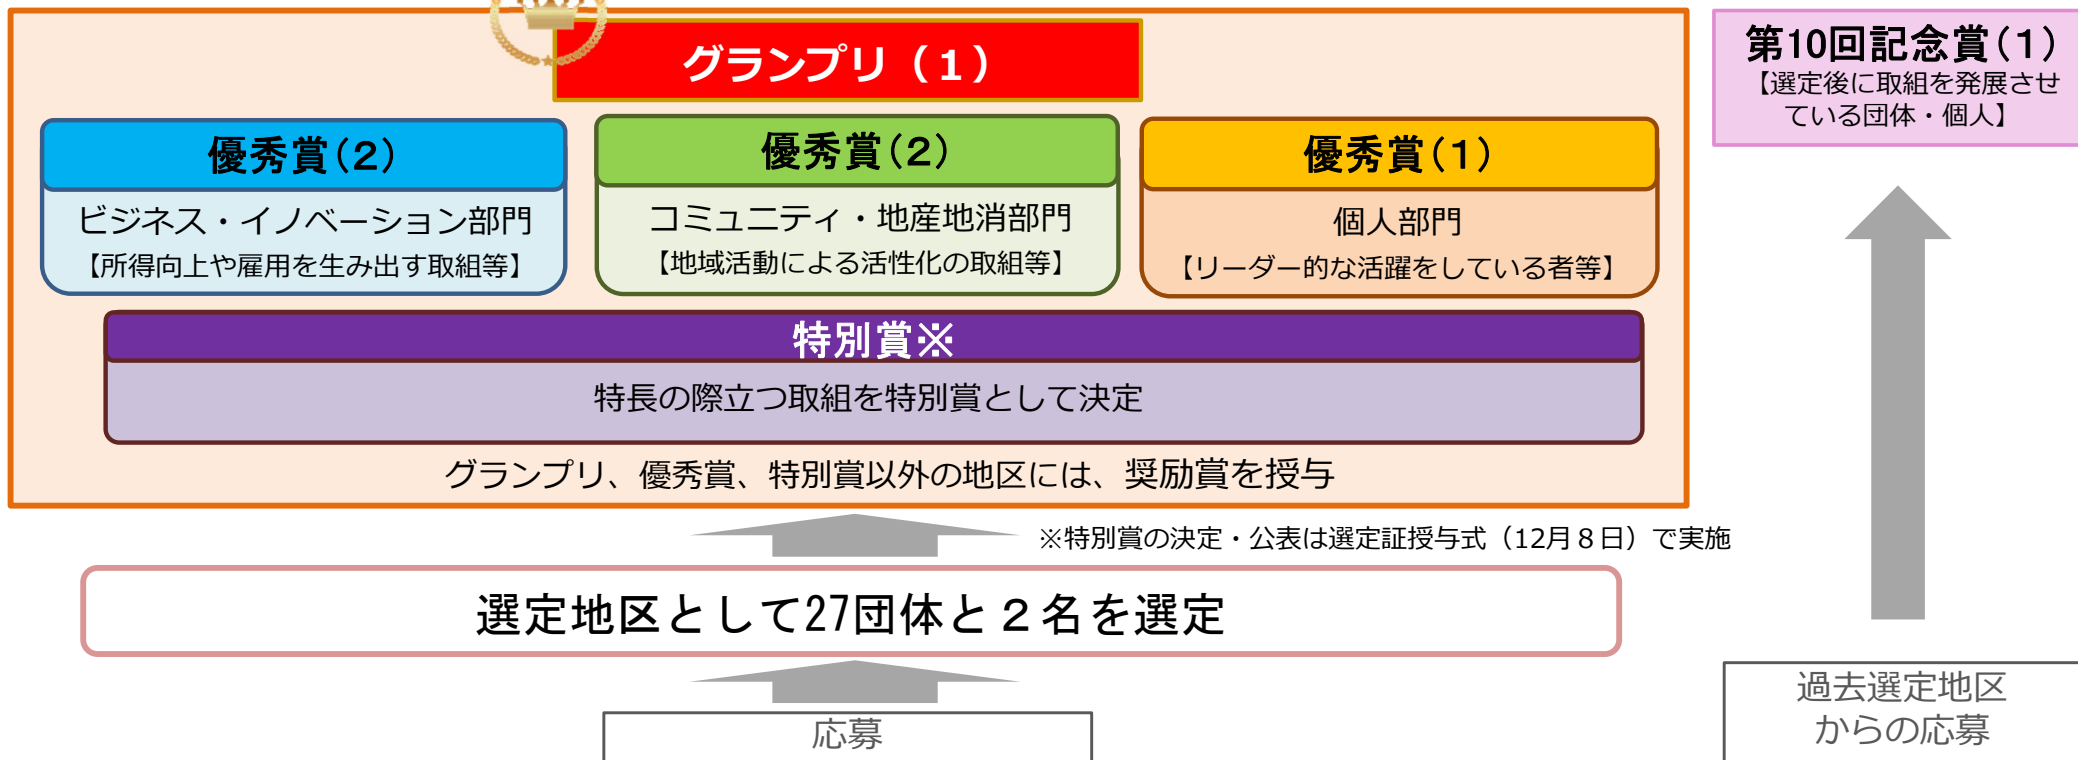 グランプリ（１）
優秀賞(２)
ビジネス・イノベーション部門
【所得向上や雇用を生み出す取組等】
優秀賞(２)
コミュニティ・地産地消部門
【地域活動による活性化の取組等】
優秀賞(１)
個人部門
【リーダー的な活躍をしている者等】
特別賞※
特長の際立つ取組を特別賞として決定
グランプリ、優秀賞、特別賞以外の地区には、奨励賞を授与
※特別賞の決定・公表は選定証授与式（12月８日）で実施
選定地区として27団体と２名を選定
応募
第10回記念賞(１)
【選定後に取組を発展させ
ている団体・個人】
過去選定地区
からの応募